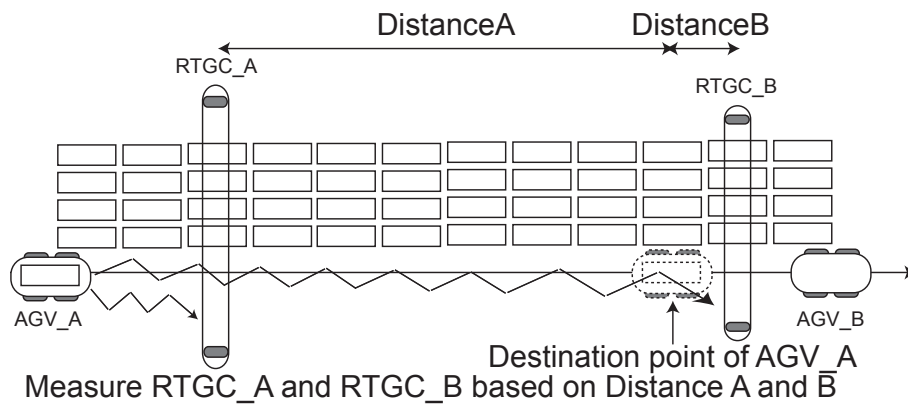 DistanceA DistanceB
RTGC_A
RTGC_B
AGV_A
AGV_B
Destination point of AGV_A
Measure RTGC_A and RTGC_B based on Distance A and B